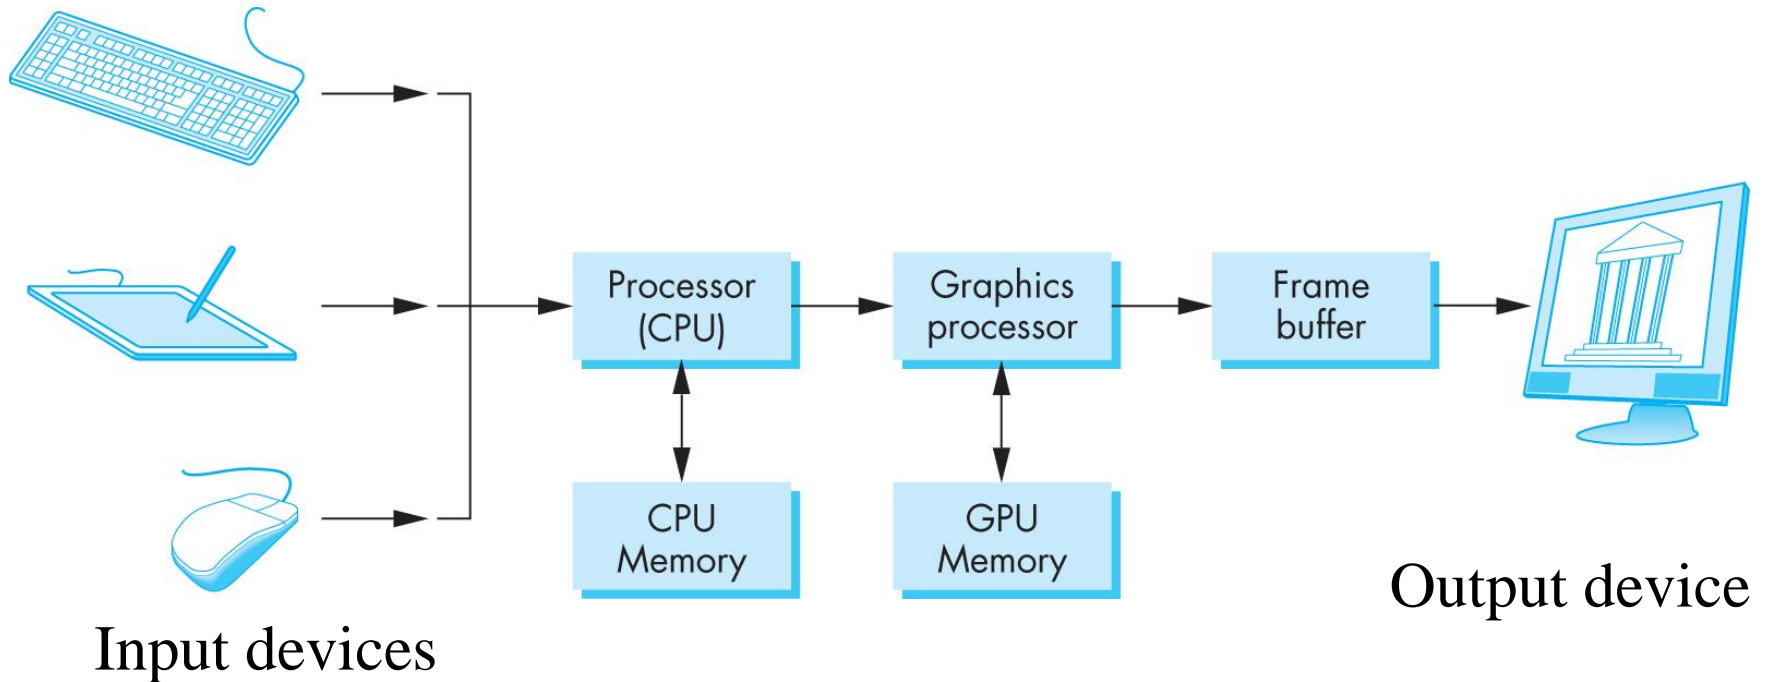 Processor
(CPU)
Graphics
processor
Frame
buffer
CPU
Memory
GPU
Memory
Output device
Input devices